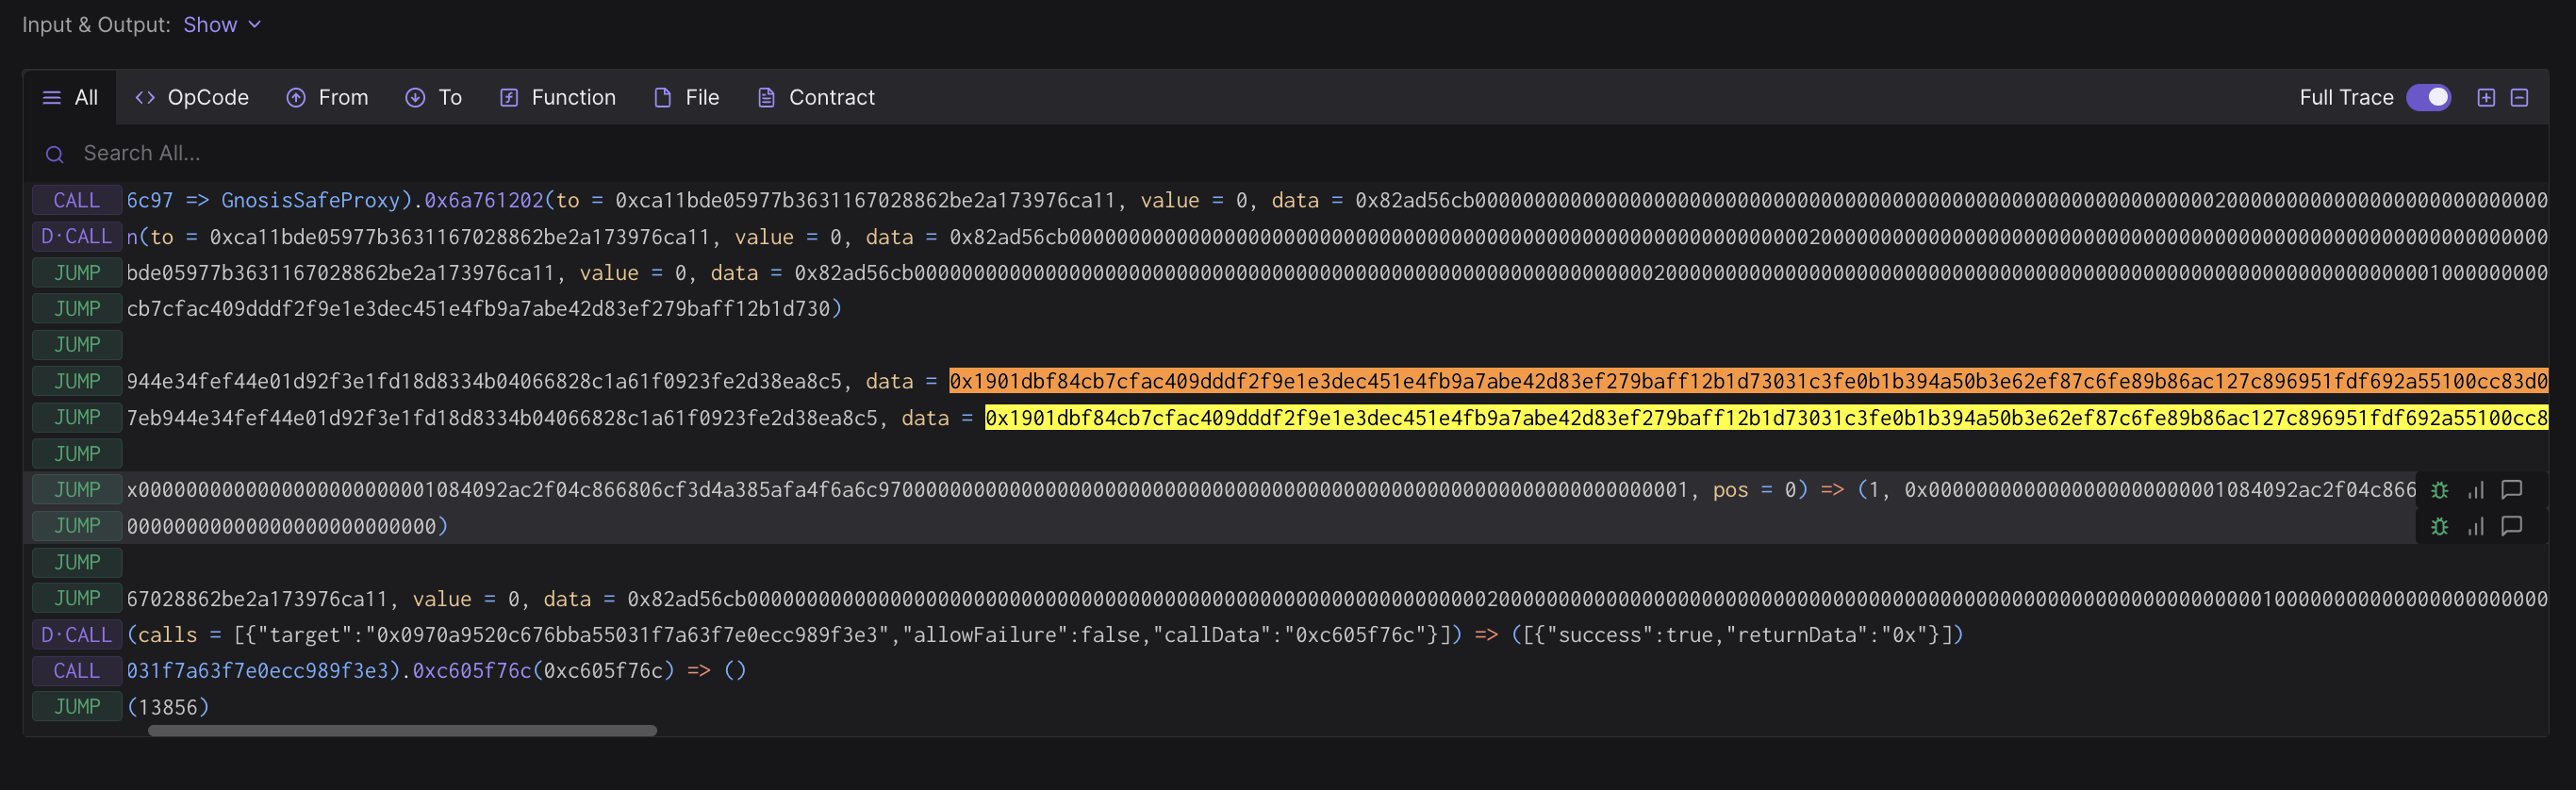 Input & Output: Show
All OpCode From To Function File Contract Full Trace
Search All...
CALL 6c97 => GnosisSafeProxy).0x6a761202(to = 0xca11bde05977b3631167028862be2a173976ca11, value = 0, data = 0x82ad56cb000000000000000000000000000000000000000000000000000000000000002000000000000000000000000000
D·CALL n(to = 0xca11bde05977b3631167028862be2a173976ca11, value = 0, data = 0x82ad56cb0000000000000000000000000000000000000000000000000000000000000020000000000000000000000000000000000000000000000000000000000000
JUMP bde05977b3631167028862be2a173976ca11, value = 0, data = 0x82ad56cb00000000000000000000000000000000000000000000000000000000000000200000000000000000000000000000000000000000000000000000000000000001000000000
JUMP cb7cfac409dddf2f9e1e3dec451e4fb9a7abe42d83ef279baff12b1d730)
JUMP
JUMP 944e34fef44e01d92f3e1fd18d8334b04066828c1a61f0923fe2d38ea8c5, data = 0x1901dbf84cb7cfac409dddf2f9e1e3dec451e4fb9a7abe42d83ef279baff12b1d73031c3fe0b1b394a50b3e62ef87c6fe89b86ac127c896951fdf692a55100cc83d0
JUMP 7eb944e34fef44e01d92f3e1fd18d8334b04066828c1a61f0923fe2d38ea8c5, data = 0x1901dbf84cb7cfac409dddf2f9e1e3dec451e4fb9a7abe42d83ef279baff12b1d73031c3fe0b1b394a50b3e62ef87c6fe89b86ac127c896951fdf692a55100cc8
JUMP
JUMP x0000000000000000000000001084092ac2f04c866806cf3d4a385afa4f6a6c97000000000000000000000000000000000000000000000000000000000000000001, pos = 0) => (1, 0x0000000000000000000000001084092ac2f04c866
JUMP 00000000000000000000000000)
JUMP
JUMP 67028862be2a173976ca11, value = 0, data = 0x82ad56cb0000000000000000000000000000000000000000000000000000000000000020000000000000000000000000000000000000000000000000000000000000000100000000000000000000000
D·CALL (calls = [{"target":"0x0970a9520c676bba55031f7a63f7e0ecc989f3e3","allowFailure":false,"callData":"0xc605f76c"}]) => ([{"success":true,"returnData":"0x"}])
CALL 031f7a63f7e0ecc989f3e3).0xc605f76c(0xc605f76c) => ()
JUMP (13856)